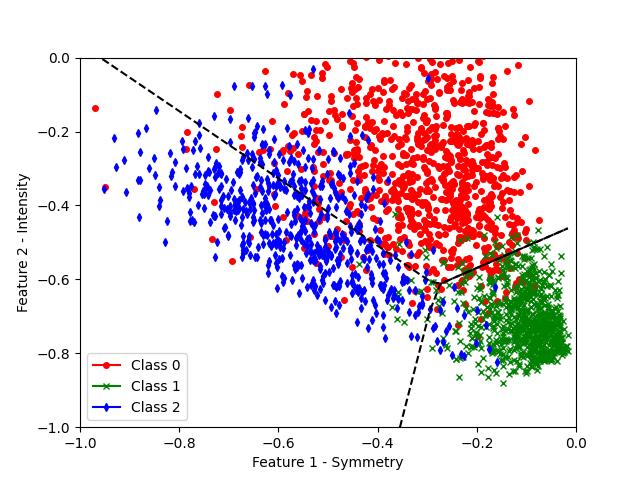 0.0
−0.2
−0.4
−0.6
−0.8
−1.0
Feature 2 - Intensity
Class 0
Class 1
Class 2
−1.0 −0.8 −0.6 −0.4 −0.2 0.0
Feature 1 - Symmetry